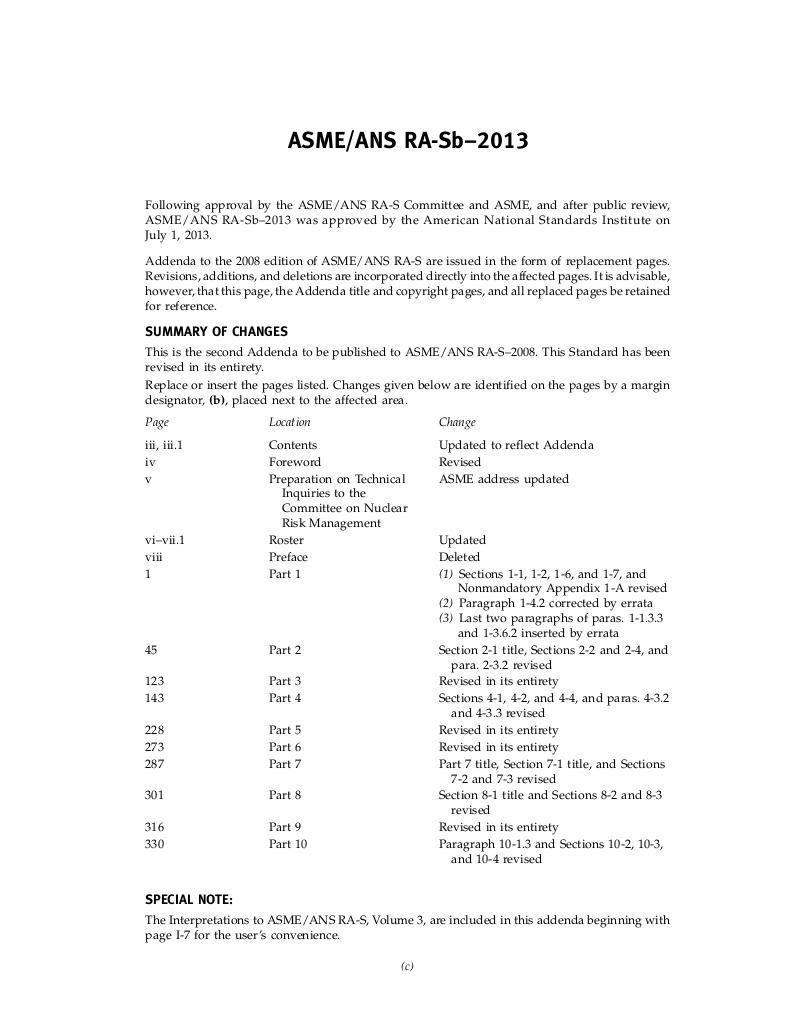 ASME/ANS RA-Sb–2013
Following approval by the ASME/ANS RA-S Committee and ASME, and after public review,
ASME/ANS RA-Sb–2013 was approved by the American National Standards Institute on
July 1, 2013.
Addenda to the 2008 edition of ASME/ANS RA-S are issued in the form of replacement pages.
Revisions, additions, and deletions are incorporated directly into the affected pages. It is advisable,
however, that this page, the Addenda title and copyright pages, and all replaced pages be retained
for reference.
SUMMARY OF CHANGES
This is the second Addenda to be published to ASME/ANS RA-S–2008. This Standard has been
revised in its entirety.
Replace or insert the pages listed. Changes given below are identified on the pages by a margin
designator, (b), placed next to the affected area.
Page Location Change
iii, iii.1 Contents Updated to reflect Addenda
iv Foreword Revised
v Preparation on Technical ASME address updated
Inquiries to the
Committee on Nuclear
Risk Management
vi–vii.1 Roster Updated
viii Preface Deleted
1 Part 1 (1) Sections 1-1, 1-2, 1-6, and 1-7, and
Nonmandatory Appendix 1-A revised
(2) Paragraph 1-4.2 corrected by errata
(3) Last two paragraphs of paras. 1-1.3.3
and 1-3.6.2 inserted by errata
45 Part 2 Section 2-1 title, Sections 2-2 and 2-4, and
para. 2-3.2 revised
123 Part 3 Revised in its entirety
143 Part 4 Sections 4-1, 4-2, and 4-4, and paras. 4-3.2
and 4-3.3 revised
228 Part 5 Revised in its entirety
273 Part 6 Revised in its entirety
287 Part 7 Part 7 title, Section 7-1 title, and Sections
7-2 and 7-3 revised
301 Part 8 Section 8-1 title and Sections 8-2 and 8-3
revised
316 Part 9 Revised in its entirety
330 Part 10 Paragraph 10-1.3 and Sections 10-2, 10-3,
and 10-4 revised
SPECIAL NOTE:
The Interpretations to ASME/ANS RA-S, Volume 3, are included in this addenda beginning with
page I-7 for the user's convenience.
(c)